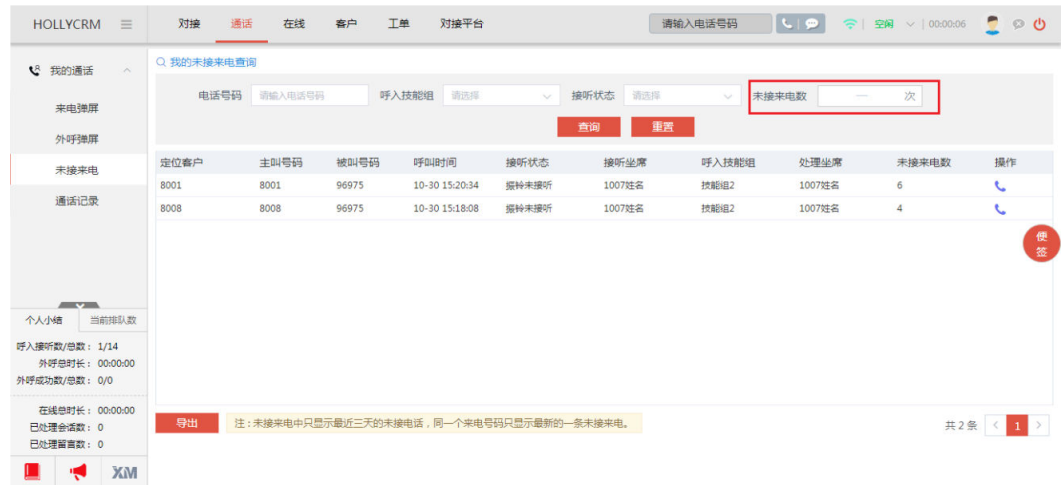 HOLLYCRM 对接 通话 在线 客户 工单 对接平台 请输入电话号码 空闲 00:00:06
我的通话
来电弹屏
外呼弹屏
未接来电
通话记录
我的未接来电查询
电话号码 请输入电话号码 呼入技能组 请选择 接听状态 请选择 未接来电数 — 次
查询 重置
定位客户 主叫号码 被叫号码 呼叫时间 接听状态 接听坐席 呼入技能组 处理坐席 未接来电数 操作
8001 8001 96975 10-30 15:20:34 振铃未接听 1007姓名 技能组2 1007姓名 6
8008 8008 96975 10-30 15:18:08 振铃未接听 1007姓名 技能组2 1007姓名 4
便签
个人小结 当前排队数
呼入接听数/总数: 1/14
外呼总时长: 00:00:00
外呼成功数/总数: 0/0
在线总时长: 00:00:00
已处理会话数: 0
已处理留言数: 0
XM
导出 注:未接来电中只显示最近三天的未接电话,同一个来电号码只显示最新的一条未接来电。 共 2 条 < 1 >